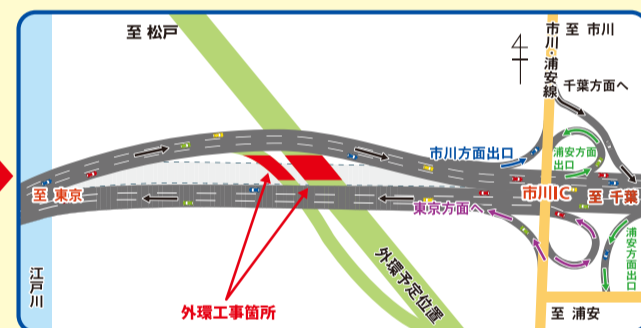 至 松戸
市川・浦安線
至 市川
千葉方面へ
市川方面出口
浦安方面
出口
至 東京
東京方面へ
市川IC
至 千葉
江戸川
外環工事箇所
外環予定位置
浦安方面出口
至 浦安